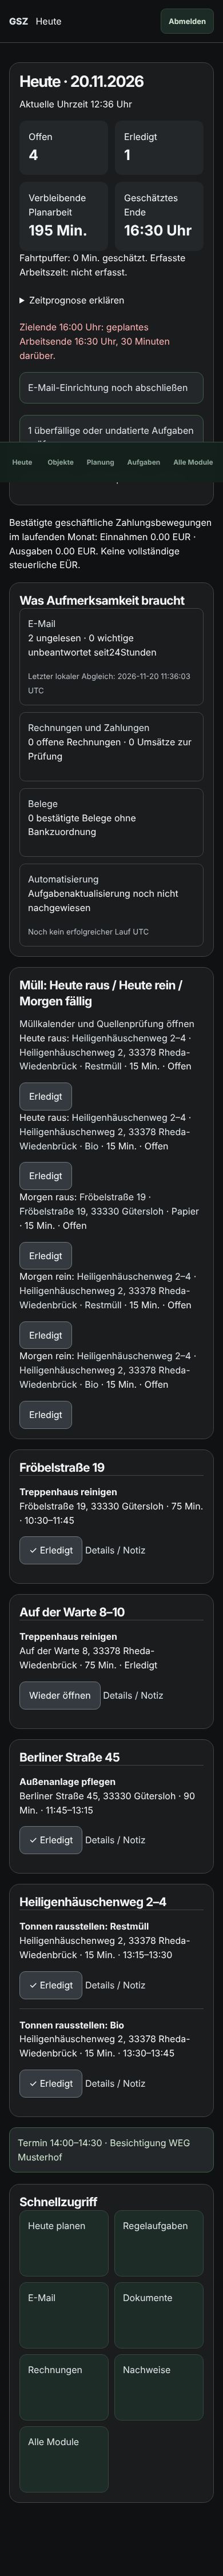 GSZ Heute Abmelden
Heute · 20.11.2026
Aktuelle Uhrzeit 12:36 Uhr
Offen
4
Erledigt
1
Verbleibende
Planarbeit
195 Min.
Geschätztes
Ende
16:30 Uhr
Fahrtpuffer: 0 Min. geschätzt. Erfasste
Arbeitszeit: nicht erfasst.
▶ Zeitprognose erklären
Zielende 16:00 Uhr: geplantes
Arbeitsende 16:30 Uhr, 30 Minuten
darüber.
E-Mail-Einrichtung noch abschließen
1 überfällige oder undatierte Aufgaben
Heute Objekte Planung Aufgaben Alle Module
Bestätigte geschäftliche Zahlungsbewegungen
im laufenden Monat: Einnahmen 0.00 EUR ·
Ausgaben 0.00 EUR. Keine vollständige
steuerliche EÜR.
Was Aufmerksamkeit braucht
E-Mail
2 ungelesen · 0 wichtige
unbeantwortet seit24Stunden
Letzter lokaler Abgleich: 2026-11-20 11:36:03
UTC
Rechnungen und Zahlungen
0 offene Rechnungen · 0 Umsätze zur
Prüfung
Belege
0 bestätigte Belege ohne
Bankzuordnung
Automatisierung
Aufgabenaktualisierung noch nicht
nachgewiesen
Noch kein erfolgreicher Lauf UTC
Müll: Heute raus / Heute rein /
Morgen fällig
Müllkalender und Quellenprüfung öffnen
Heute raus: Heiligenhäuschenweg 2–4 ·
Heiligenhäuschenweg 2, 33378 Rheda-
Wiedenbrück · Restmüll · 15 Min. · Offen
Erledigt
Heute raus: Heiligenhäuschenweg 2–4 ·
Heiligenhäuschenweg 2, 33378 Rheda-
Wiedenbrück · Bio · 15 Min. · Offen
Erledigt
Morgen raus: Fröbelstraße 19 ·
Fröbelstraße 19, 33330 Gütersloh · Papier
· 15 Min. · Offen
Erledigt
Morgen rein: Heiligenhäuschenweg 2–4 ·
Heiligenhäuschenweg 2, 33378 Rheda-
Wiedenbrück · Restmüll · 15 Min. · Offen
Erledigt
Morgen rein: Heiligenhäuschenweg 2–4 ·
Heiligenhäuschenweg 2, 33378 Rheda-
Wiedenbrück · Bio · 15 Min. · Offen
Erledigt
Fröbelstraße 19
Treppenhaus reinigen
Fröbelstraße 19, 33330 Gütersloh · 75 Min.
· 10:30–11:45
✓ Erledigt Details / Notiz
Auf der Warte 8–10
Treppenhaus reinigen
Auf der Warte 8, 33378 Rheda-
Wiedenbrück · 75 Min. · Erledigt
Wieder öffnen Details / Notiz
Berliner Straße 45
Außenanlage pflegen
Berliner Straße 45, 33330 Gütersloh · 90
Min. · 11:45–13:15
✓ Erledigt Details / Notiz
Heiligenhäuschenweg 2–4
Tonnen rausstellen: Restmüll
Heiligenhäuschenweg 2, 33378 Rheda-
Wiedenbrück · 15 Min. · 13:15–13:30
✓ Erledigt Details / Notiz
Tonnen rausstellen: Bio
Heiligenhäuschenweg 2, 33378 Rheda-
Wiedenbrück · 15 Min. · 13:30–13:45
✓ Erledigt Details / Notiz
Termin 14:00–14:30 · Besichtigung WEG
Musterhof
Schnellzugriff
Heute planen
Regelaufgaben
E-Mail
Dokumente
Rechnungen
Nachweise
Alle Module